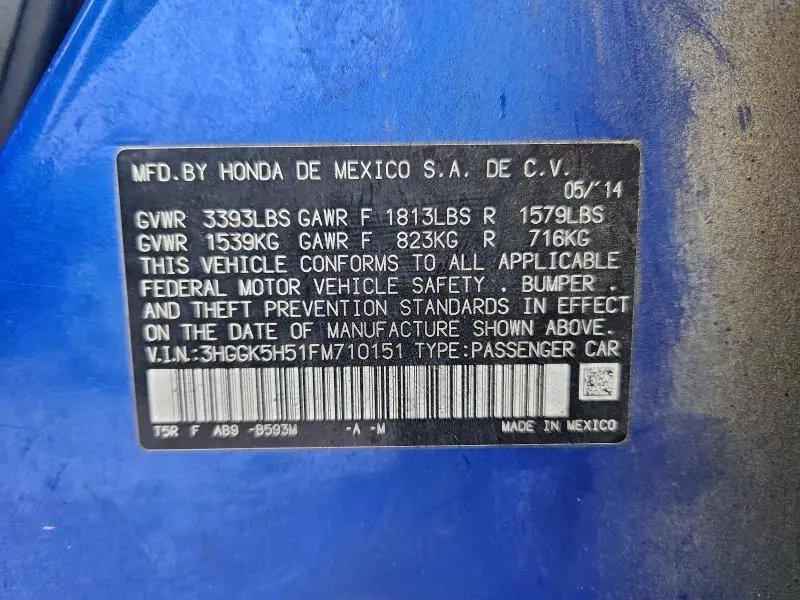 MFD.BY HONDA DE MEXICO S.A. DE C.V.
05/'14
GVWR 3393LBS GAWR F 1813LBS R 1579LBS
GVWR 1539KG GAWR F 823KG R 716KG
THIS VEHICLE CONFORMS TO ALL APPLICABLE
FEDERAL MOTOR VEHICLE SAFETY . BUMPER .
AND THEFT PREVENTION STANDARDS IN EFFECT
ON THE DATE OF MANUFACTURE SHOWN ABOVE.
V.I.N.:3HGGK5H51FM710151 TYPE:PASSENGER CAR
T5R F AB9 -B593M -A -M MADE IN MEXICO